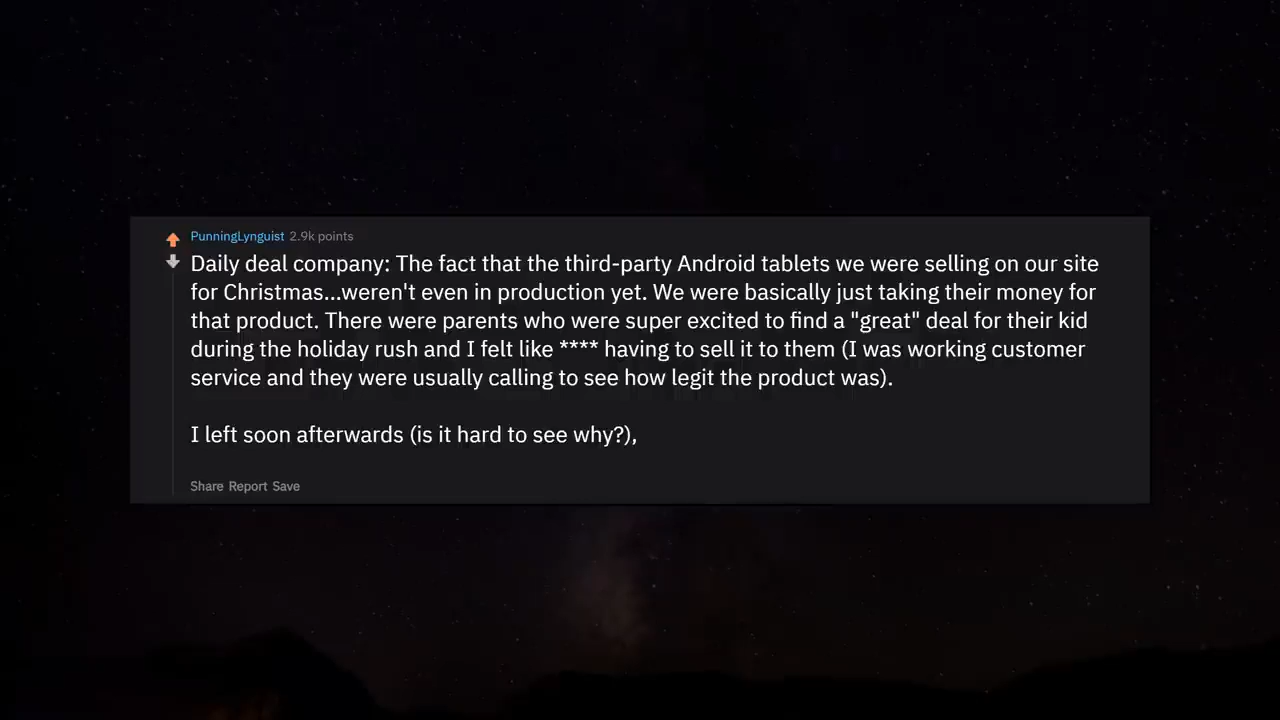 PunningLynguist 2.9k points
Daily deal company: The fact that the third-party Android tablets we were selling on our site
for Christmas...weren't even in production yet. We were basically just taking their money for
that product. There were parents who were super excited to find a "great" deal for their kid
during the holiday rush and I felt like **** having to sell it to them (I was working customer
service and they were usually calling to see how legit the product was).
I left soon afterwards (is it hard to see why?),
Share Report Save